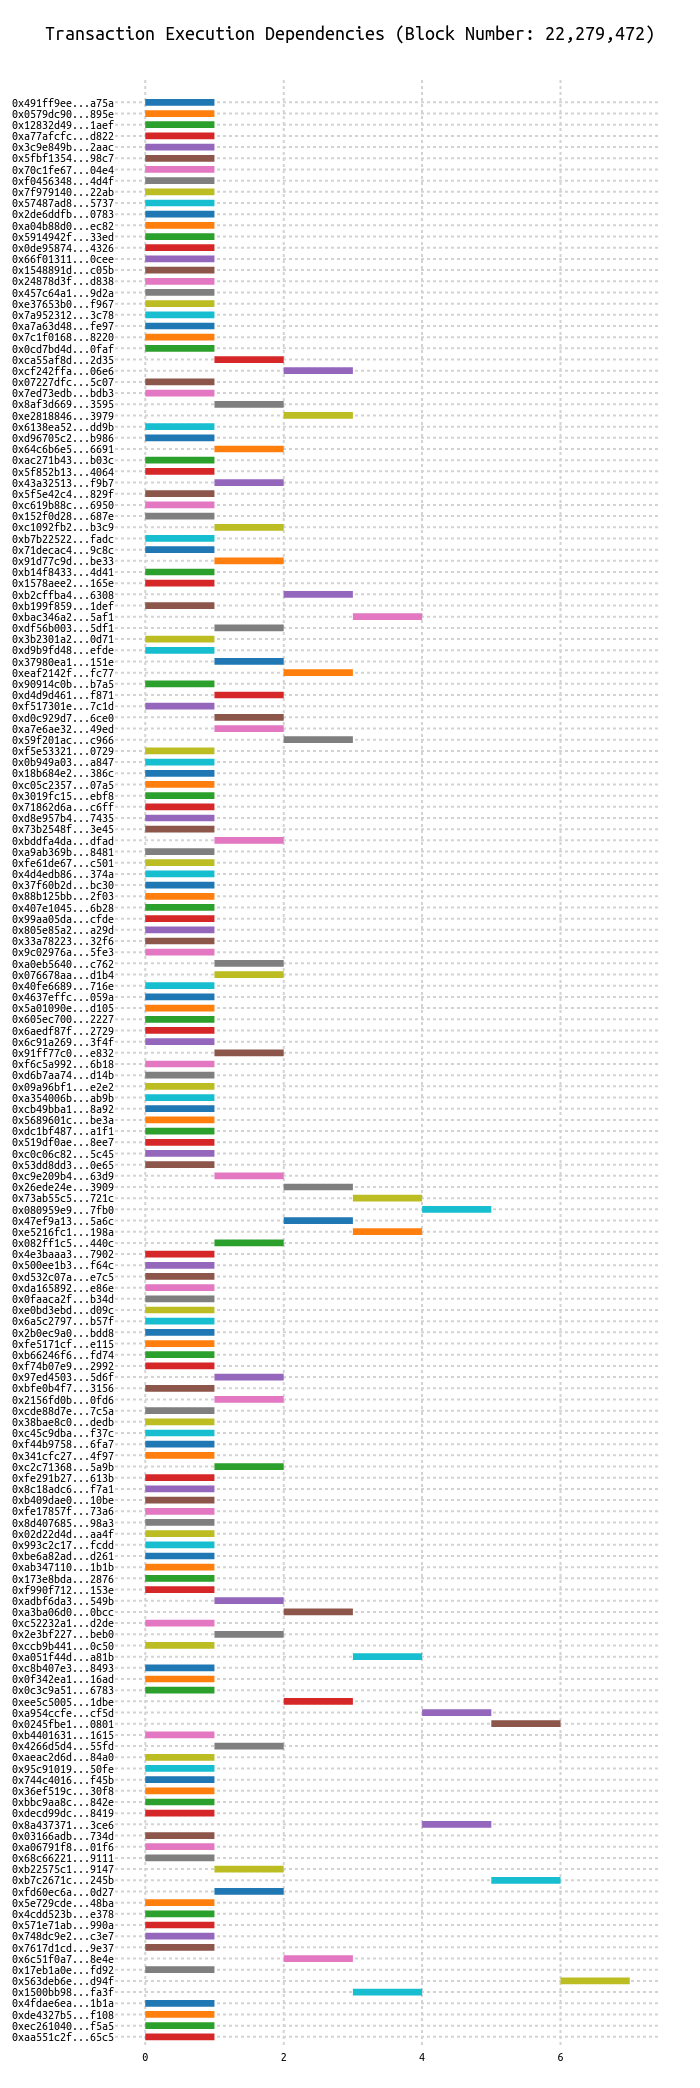 Transaction Execution Dependencies (Block Number: 22,279,472)
0x491ff9ee...a75a
0x0579dc90...895e
0x12832d49...1aef
0xa77afcfc...d822
0x3c9e849b...2aac
0x5fbf1354...98c7
0x70c1fe67...04e4
0xf0456348...4d4f
0x7f979140...22ab
0x57487ad8...5737
0x2de6ddfb...0783
0xa04b88d0...ec82
0x5914942f...33ed
0x0de95874...4326
0x66f01311...0cee
0x1548891d...c05b
0x24878d3f...d838
0x457c64a1...9d2a
0xe37653b0...f967
0x7a952312...3c78
0xa7a63d48...fe97
0x7c1f0168...8220
0x0cd7bd4d...0faf
0xca55af8d...2d35
0xcf242ffa...06e6
0x07227dfc...5c07
0x7ed73edb...bdb3
0x8af3d669...3595
0xe2818846...3979
0x6138ea52...dd9b
0xd96705c2...b986
0x64c6b6e5...6691
0xac271b43...b03c
0x5f852b13...4064
0x43a32513...f9b7
0x5f5e42c4...829f
0xc619b88c...6950
0x152f0d28...687e
0xc1092fb2...b3c9
0xb7b22522...fadc
0x71decac4...9c8c
0x91d77c9d...be33
0xb14f8433...4d41
0x1578aee2...165e
0xb2cffba4...6308
0xb199f859...1def
0xbac346a2...5af1
0xdf56b003...5df1
0x3b2301a2...0d71
0xd9b9fd48...efde
0x37980ea1...151e
0xeaf2142f...fc77
0x90914c0b...b7a5
0xd4d9d461...f871
0xf517301e...7c1d
0xd0c929d7...6ce0
0xa7e6ae32...49ed
0x59f201ac...c966
0xf5e53321...0729
0x0b949a03...a847
0x18b684e2...386c
0xc05c2357...07a5
0x3019fc15...ebf8
0x71862d6a...c6ff
0xd8e957b4...7435
0x73b2548f...3e45
0xbddfa4da...dfad
0xa9ab369b...8481
0xfe61de67...c501
0x4d4edb86...374a
0x37f60b2d...bc30
0x88b125bb...2f03
0x407e1045...6b28
0x99aa05da...cfde
0x805e85a2...a29d
0x33a78223...32f6
0x9c02976a...5fe3
0xa0eb5640...c762
0x076678aa...d1b4
0x40fe6689...716e
0x4637effc...059a
0x5a01090e...d105
0x605ec700...2227
0x6aedf87f...2729
0x6c91a269...3f4f
0x91ff77c0...e832
0xf6c5a992...6b18
0xd6b7aa74...d14b
0x09a96bf1...e2e2
0xa354006b...ab9b
0xcb49bba1...8a92
0x5689601c...be3a
0xdc1bf487...a1f1
0x519df0ae...8ee7
0xc0c06c82...5c45
0x53dd8dd3...0e65
0xc9e209b4...63d9
0x26ede24e...3909
0x73ab55c5...721c
0x080959e9...7fb0
0x47ef9a13...5a6c
0xe5216fc1...198a
0x082ff1c5...440c
0x4e3baaa3...7902
0x500ee1b3...f64c
0xd532c07a...e7c5
0xda165892...e86e
0x0faaca2f...b34d
0xe0bd3ebd...d09c
0x6a5c2797...b57f
0x2b0ec9a0...bdd8
0xfe5171cf...e115
0xb66246f6...fd74
0xf74b07e9...2992
0x97ed4503...5d6f
0xbfe0b4f7...3156
0x2156fd0b...0fd6
0xcde88d7e...7c5a
0x38bae8c0...dedb
0xc45c9dba...f37c
0xf44b9758...6fa7
0x341cfc27...4f97
0xc2c71368...5a9b
0xfe291b27...613b
0x8c18adc6...f7a1
0xb409dae0...10be
0xfe17857f...73a6
0x8d407685...98a3
0x02d22d4d...aa4f
0x993c2c17...fcdd
0xbe6a82ad...d261
0xab347110...1b1b
0x173e8bda...2876
0xf990f712...153e
0xadbf6da3...549b
0xa3ba06d0...0bcc
0xc52232a1...d2de
0x2e3bf227...beb0
0xccb9b441...0c50
0xa051f44d...a81b
0xc8b407e3...8493
0x0f342ea1...16ad
0x0c3c9a51...6783
0xee5c5005...1dbe
0xa954ccfe...cf5d
0x0245fbe1...0801
0xb4401631...1615
0x4266d5d4...55fd
0xaeac2d6d...84a0
0x95c91019...50fe
0x744c4016...f45b
0x36ef519c...30f8
0xbbc9aa8c...842e
0xdecd99dc...8419
0x8a437371...3ce6
0x03166adb...734d
0xa06791f8...01f6
0x68c66221...9111
0xb22575c1...9147
0xb7c2671c...245b
0xfd60ec6a...0d27
0x5e729cde...48ba
0x4cdd523b...e378
0x571e71ab...990a
0x748dc9e2...c3e7
0x7617d1cd...9e37
0x6c51f0a7...8e4e
0x17eb1a0e...fd92
0x563deb6e...d94f
0x1500bb98...fa3f
0x4fdae6ea...1b1a
0xde4327b5...f108
0xec261040...f5a5
0xaa551c2f...65c5
0 2 4 6